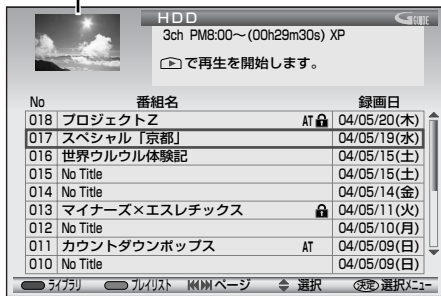 HDD
G GUIDE
3ch PM8:00～(00h29m30s) XP
で再生を開始します。
No 番組名 録画日
018 プロジェクトZ AT 04/05/20(木)
017 スペシャル「京都」 04/05/19(水)
016 世界ウルウル体験記 04/05/15(土)
015 No Title 04/05/15(土)
014 No Title 04/05/14(金)
013 マイナーズ×エスレチックス 04/05/11(火)
012 No Title 04/05/10(月)
011 カウントダウンポップス AT 04/05/09(日)
010 No Title 04/05/09(日)
ライブラリ プレイリスト ページ 選択 決定 選択メニュー